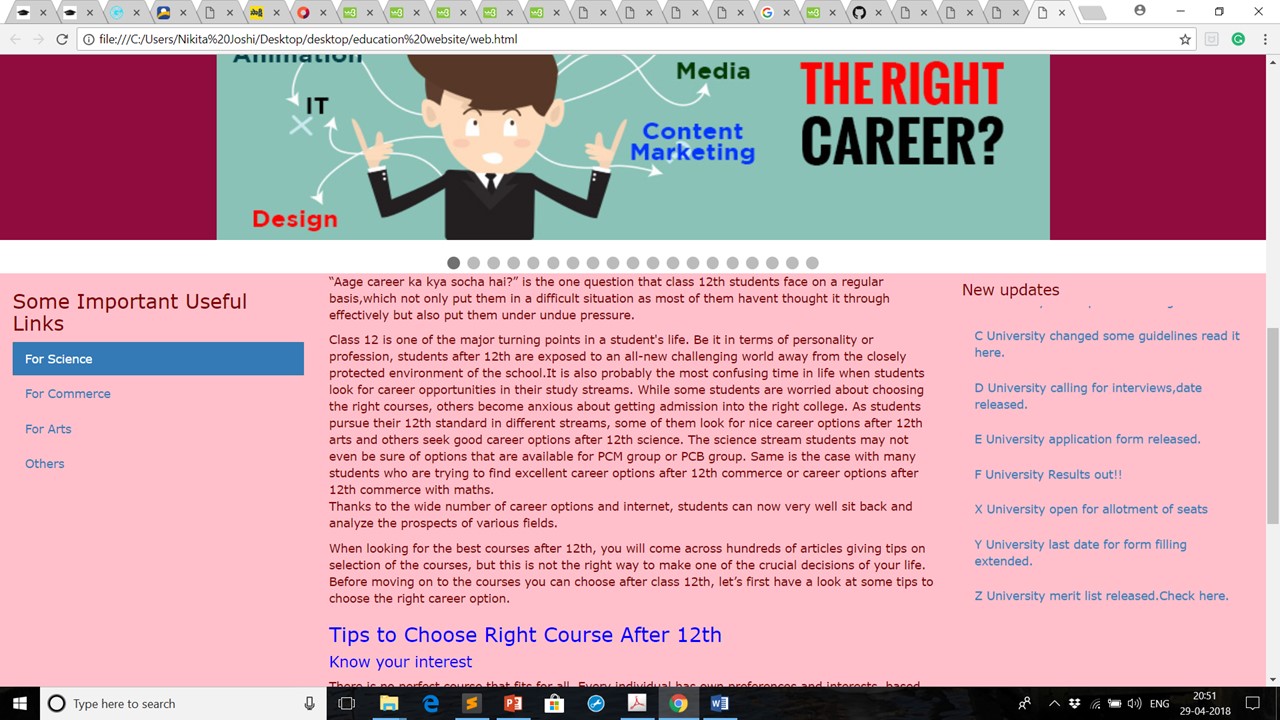 file:///C:/Users/Nikita%20Joshi/Desktop/desktop/education%20website/web.html
Animation
IT
Media
Content
Marketing
Design
THE RIGHT
CAREER?
Some Important Useful
Links
For Science
For Commerce
For Arts
Others
“Aage career ka kya socha hai?” is the one question that class 12th students face on a regular
basis,which not only put them in a difficult situation as most of them havent thought it through
effectively but also put them under undue pressure.
Class 12 is one of the major turning points in a student's life. Be it in terms of personality or
profession, students after 12th are exposed to an all-new challenging world away from the closely
protected environment of the school.It is also probably the most confusing time in life when students
look for career opportunities in their study streams. While some students are worried about choosing
the right courses, others become anxious about getting admission into the right college. As students
pursue their 12th standard in different streams, some of them look for nice career options after 12th
arts and others seek good career options after 12th science. The science stream students may not
even be sure of options that are available for PCM group or PCB group. Same is the case with many
students who are trying to find excellent career options after 12th commerce or career options after
12th commerce with maths.
Thanks to the wide number of career options and internet, students can now very well sit back and
analyze the prospects of various fields.
When looking for the best courses after 12th, you will come across hundreds of articles giving tips on
selection of the courses, but this is not the right way to make one of the crucial decisions of your life.
Before moving on to the courses you can choose after class 12th, let’s first have a look at some tips to
choose the right career option.
Tips to Choose Right Course After 12th
Know your interest
There is no perfect course that fits for all. Every individual has own preferences and interests, based
New updates
C University changed some guidelines read it
here.
D University calling for interviews,date
released.
E University application form released.
F University Results out!!
X University open for allotment of seats
Y University last date for form filling
extended.
Z University merit list released.Check here.
Type here to search
ENG
20:51
29-04-2018